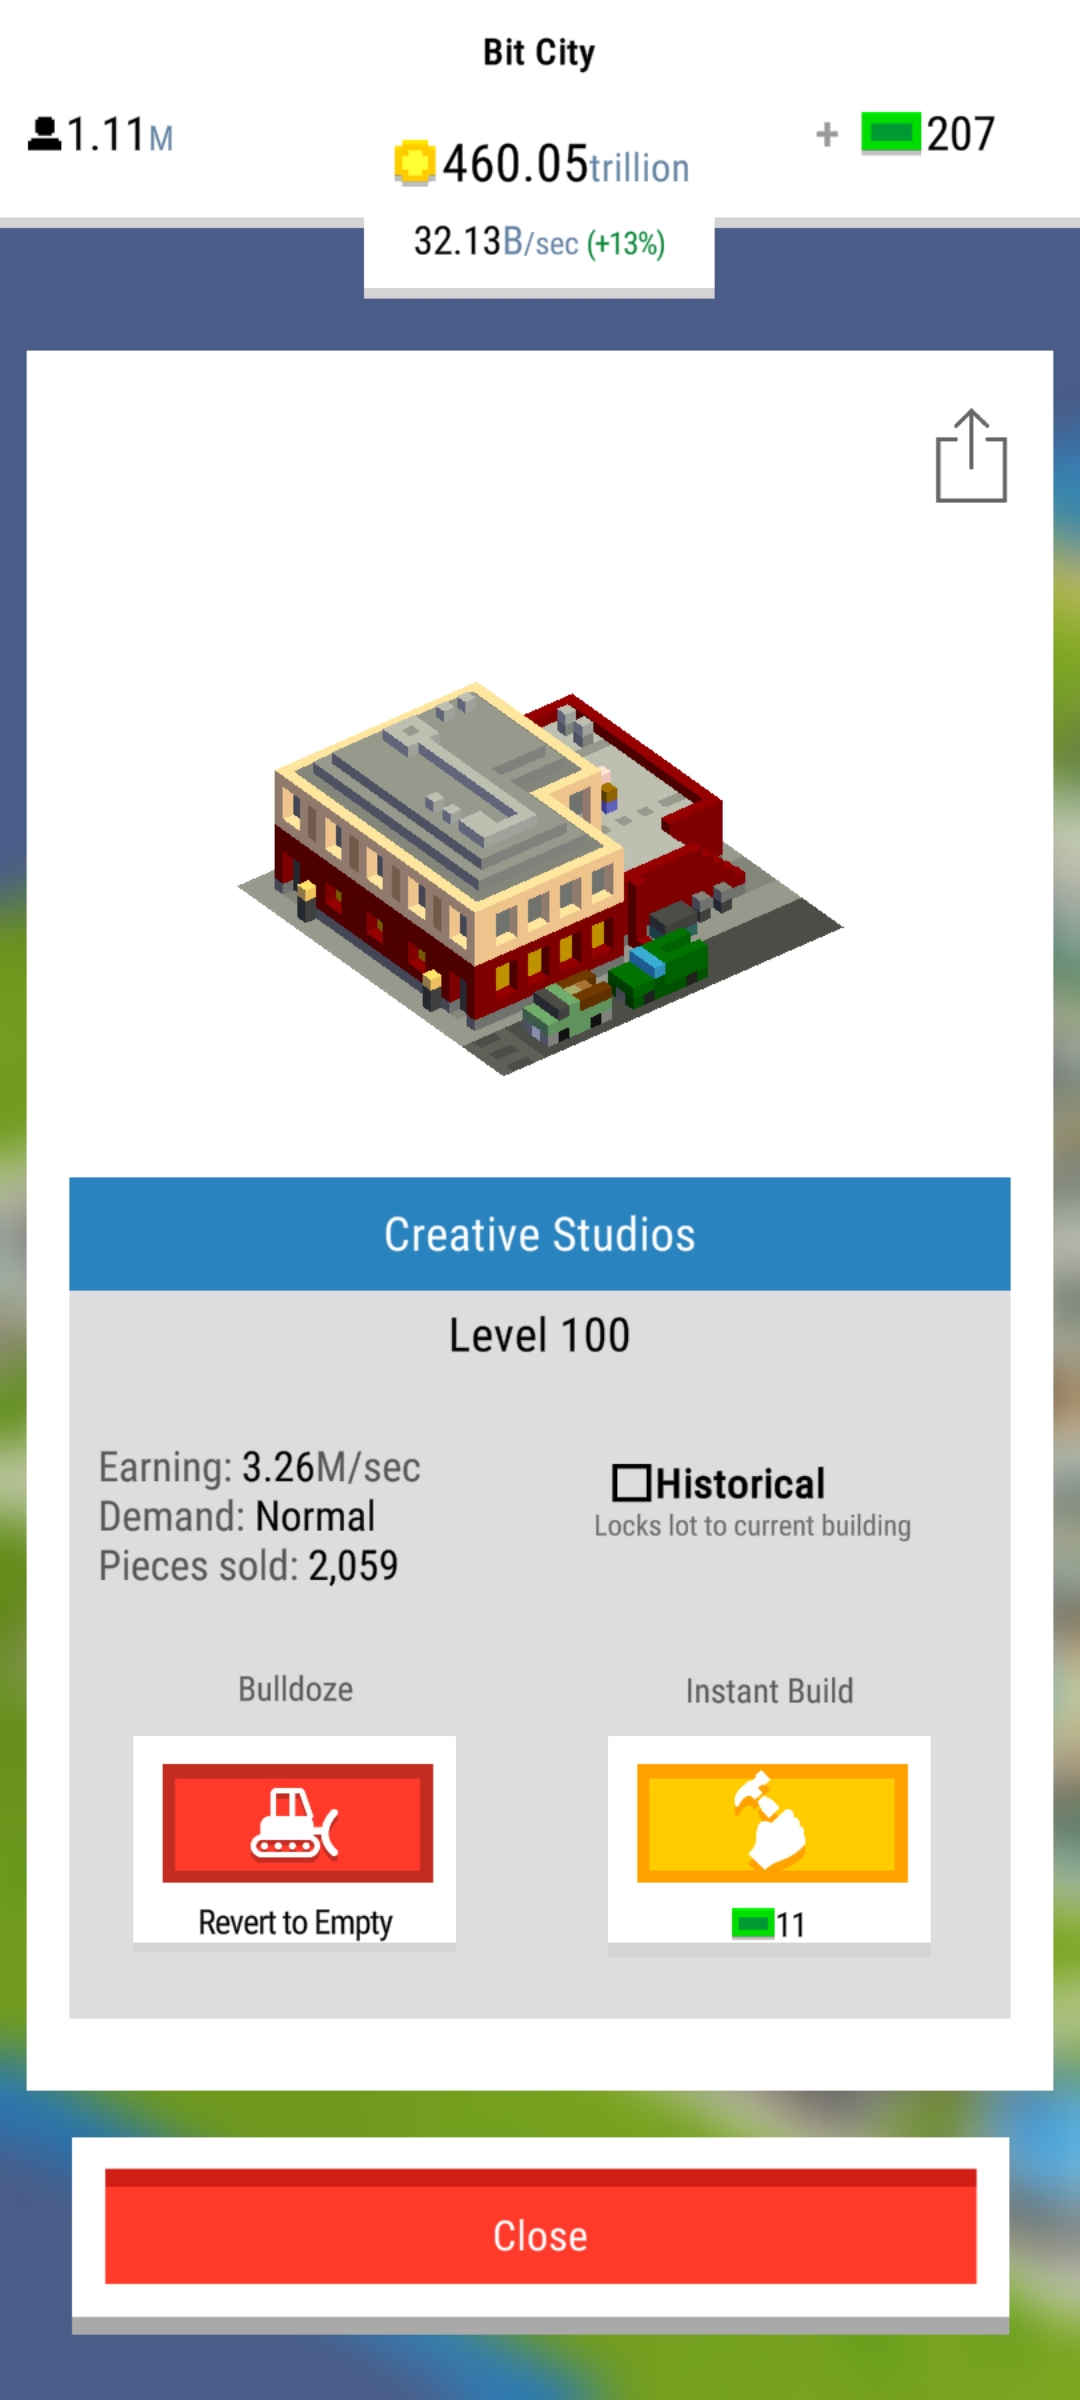 Bit City
1.11M
460.05trillion
+ 207
32.13B/sec (+13%)
Creative Studios
Level 100
Earning: 3.26M/sec
Demand: Normal
Pieces sold: 2,059
Historical
Locks lot to current building
Bulldoze
Instant Build
Revert to Empty
11
Close